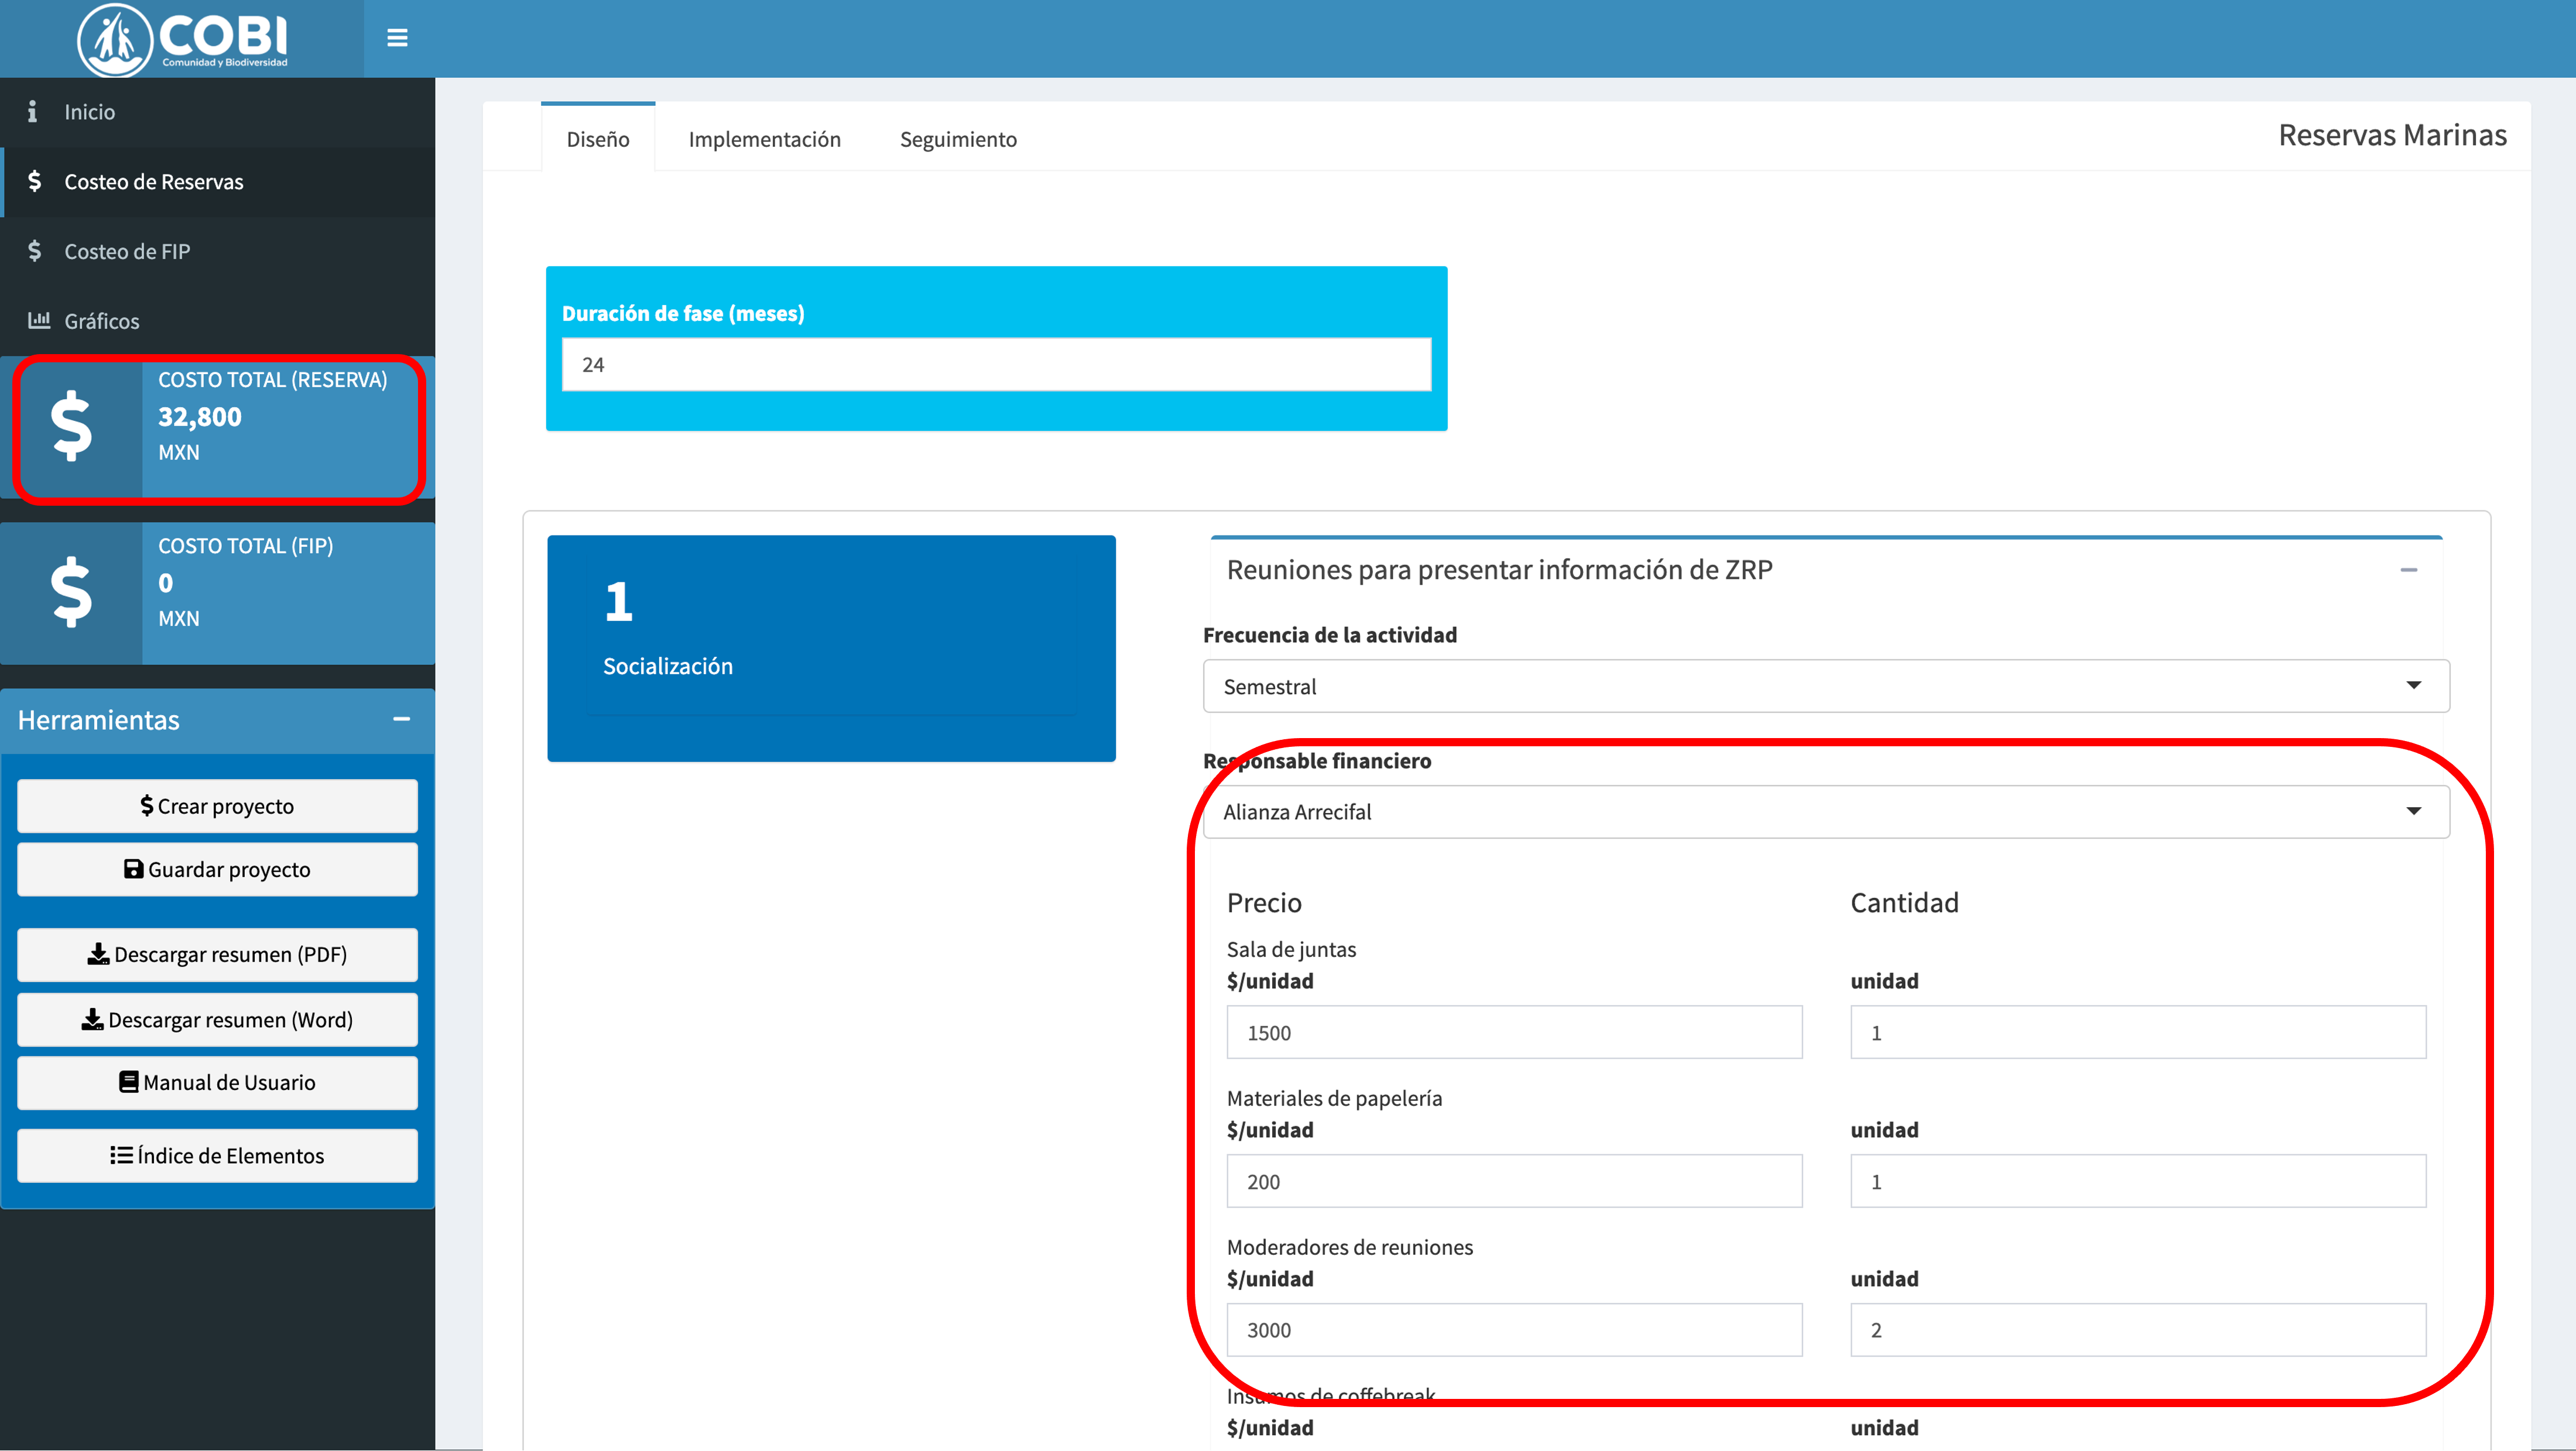 COBI
Comunidad y Biodiversidad
Inicio
Costeo de Reservas
Costeo de FIP
Gráficos
COSTO TOTAL (RESERVA)
32,800
MXN
COSTO TOTAL (FIP)
0
MXN
Herramientas
Crear proyecto
Guardar proyecto
Descargar resumen (PDF)
Descargar resumen (Word)
Manual de Usuario
Índice de Elementos
Diseño Implementación Seguimiento Reservas Marinas
Duración de fase (meses)
24
1
Socialización
Reuniones para presentar información de ZRP
Frecuencia de la actividad
Semestral
Responsable financiero
Alianza Arrecifal
Precio Cantidad
Sala de juntas
$/unidad unidad
1500 1
Materiales de papelería
$/unidad unidad
200 1
Moderadores de reuniones
$/unidad unidad
3000 2
Insumos de coffebreak
$/unidad unidad